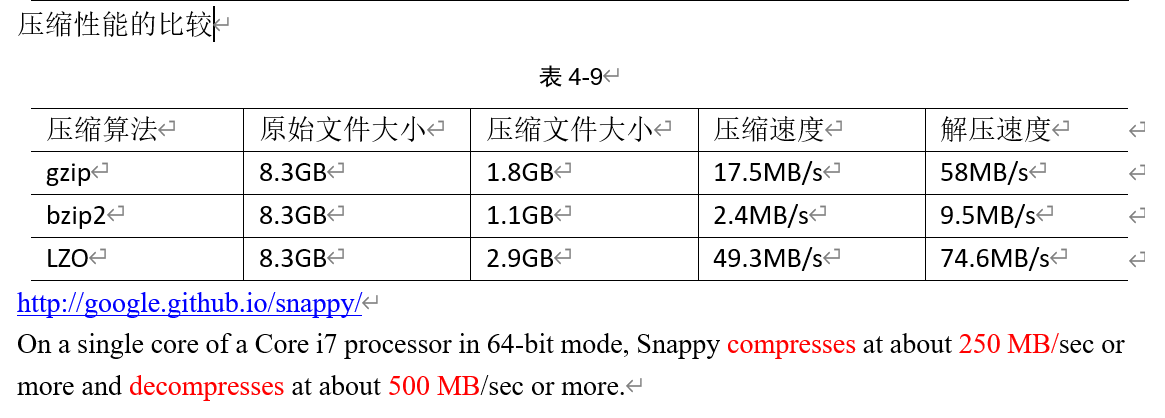 压缩性能的比较
表 4-9
压缩算法 原始文件大小 压缩文件大小 压缩速度 解压速度
gzip 8.3GB 1.8GB 17.5MB/s 58MB/s
bzip2 8.3GB 1.1GB 2.4MB/s 9.5MB/s
LZO 8.3GB 2.9GB 49.3MB/s 74.6MB/s
http://google.github.io/snappy/
On a single core of a Core i7 processor in 64-bit mode, Snappy compresses at about 250 MB/sec or
more and decompresses at about 500 MB/sec or more.